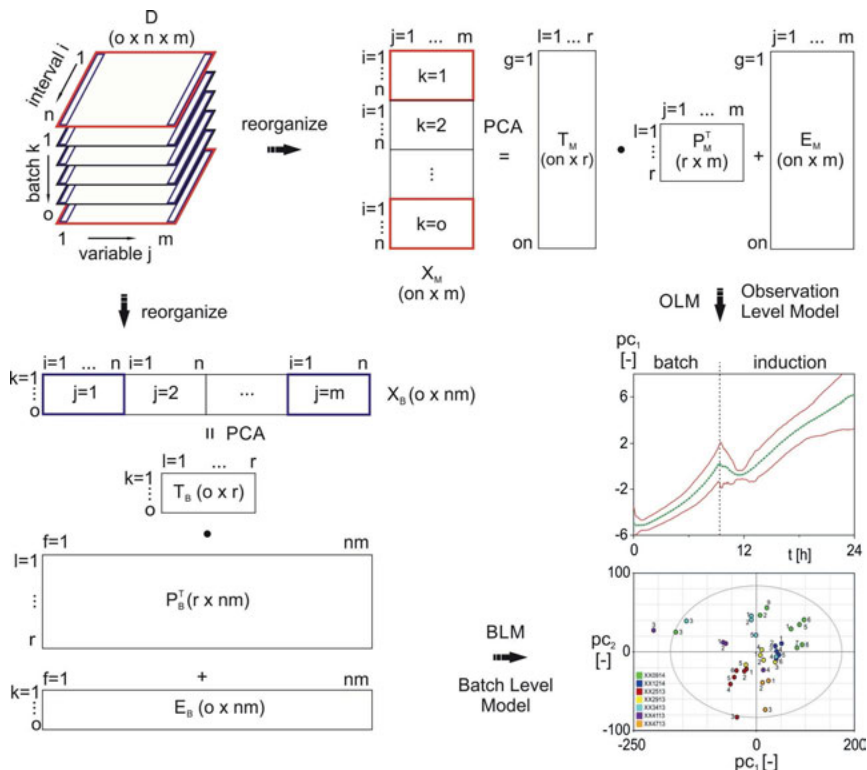 D
(o x n x m)
interval i
1
n
1
batch k
o
1
m
variable j
reorganize
j=1 ... m
i=1
⋮
n
k=1
i=1
⋮
n
k=2
⋮
i=1
⋮
n
k=o
X_M
(on x m)
PCA
=
l=1 ... r
g=1
T_M
(on x r)
on
•
j=1 ... m
l=1
⋮
r
P_M^T
(r x m)
+
j=1 ... m
g=1
E_M
(on x m)
on
reorganize
i=1 ... n i=1 n i=1 n
k=1
⋮
o
j=1 j=2 ... j=m
X_B (o x nm)
= PCA
l=1 ... r
k=1
⋮
o
T_B (o x r)
•
f=1 nm
l=1
⋮
r
P_B^T (r x nm)
+
f=1 nm
k=1
⋮
o
E_B (o x nm)
OLM
Observation
Level Model
pc1
[-]
batch induction
6
2
-2
-6
0 12 24
t [h]
BLM
Batch Level
Model
100
pc2
[-]
0
-100
XX0914
XX1214
XX2513
XX2913
XX3413
XX4113
XX4713
-250 0 200
pc1 [-]